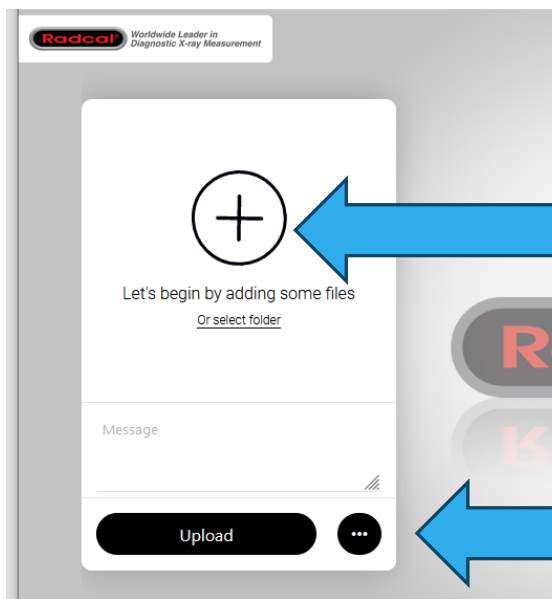 Radcal®
Worldwide Leader in
Diagnostic X-ray Measurement
Let's begin by adding some files
Or select folder
R
Message
Upload